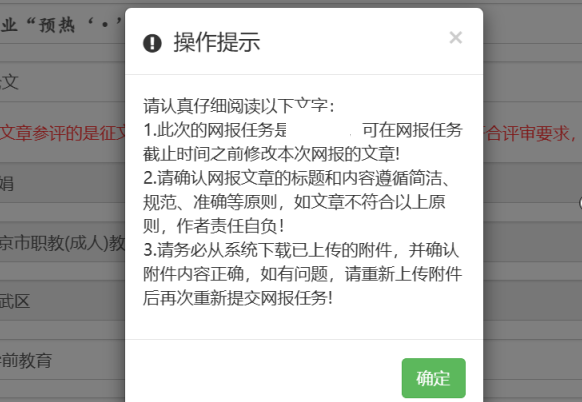 业“预热‘·’
操作提示
×
论文
请认真仔细阅读以下文字：
文章参评的是征文
1.此次的网报任务是 可在网报任务
合评审要求，
截止时间之前修改本次网报的文章!
娟
2.请确认网报文章的标题和内容遵循简洁、
规范、准确等原则，如文章不符合以上原
则，作者责任自负！
京市职教(成人)教
3.请务必从系统下载已上传的附件，并确认
附件内容正确，如有问题，请重新上传附件
后再次重新提交网报任务!
武区
学前教育
确定